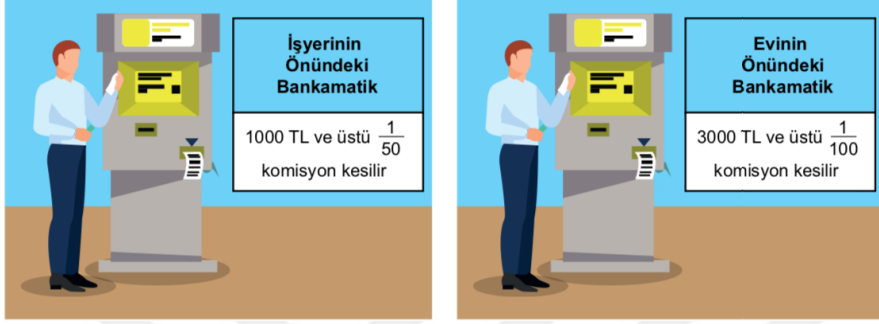 İşyerinin
Önündeki
Bankamatik
1000 TL ve üstü 1/50
komisyon kesilir
Evinin
Önündeki
Bankamatik
3000 TL ve üstü 1/100
komisyon kesilir